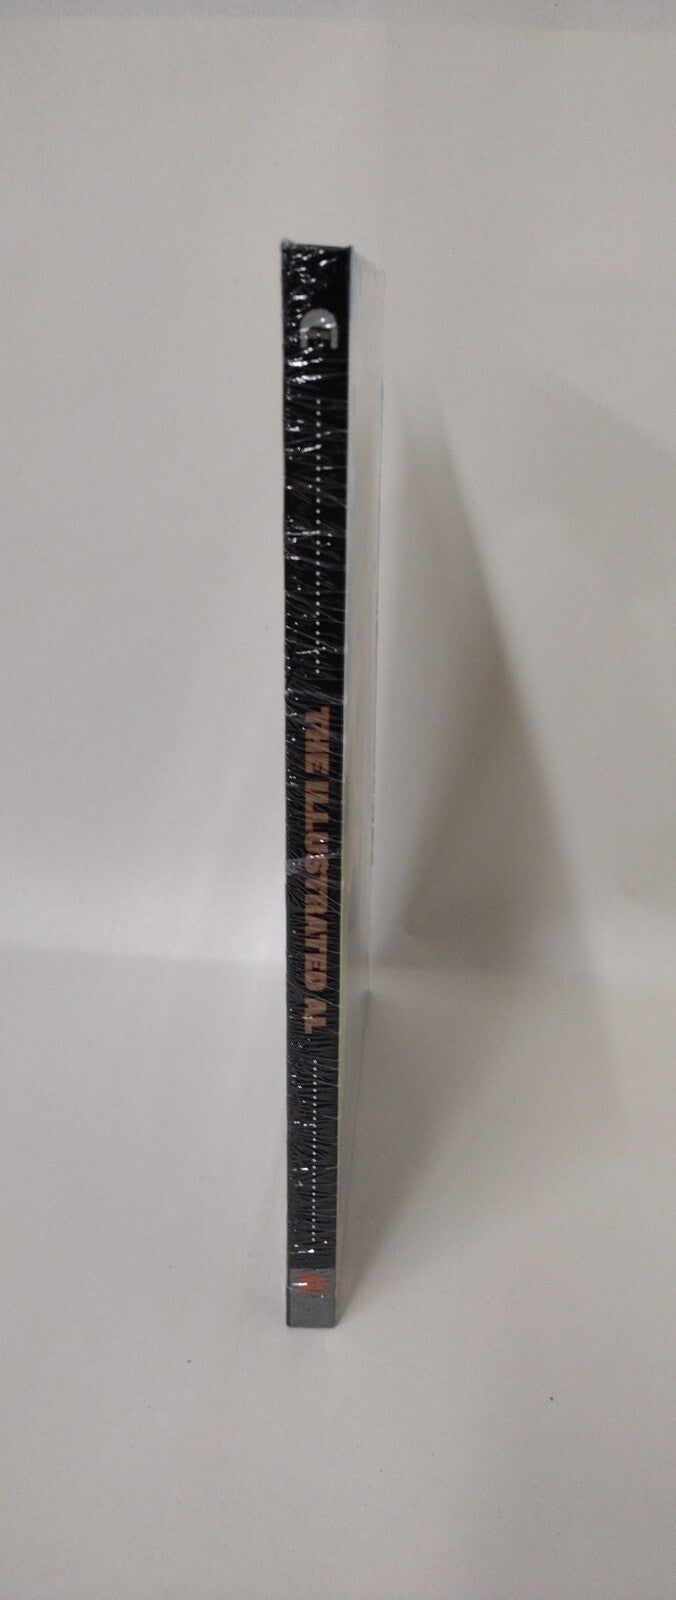 THE ILLUSTRATED AL